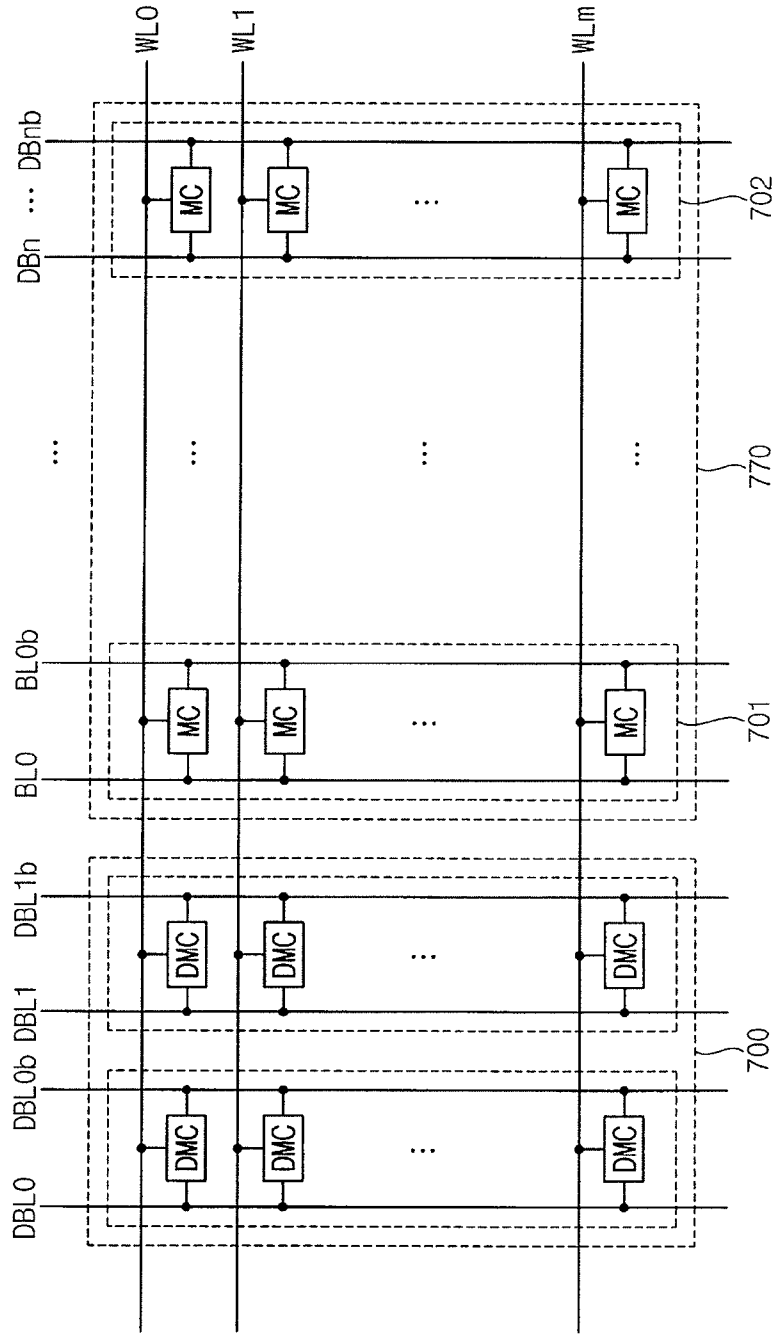 DBL0 DBL0b DBL1 DBL1b BL0 BL0b ... DBn ... DBnb
WL0
DMC DMC MC ... MC
WL1
DMC DMC MC MC
... ... ... ... ...
WLm
DMC DMC MC ... MC
700 701 770 702